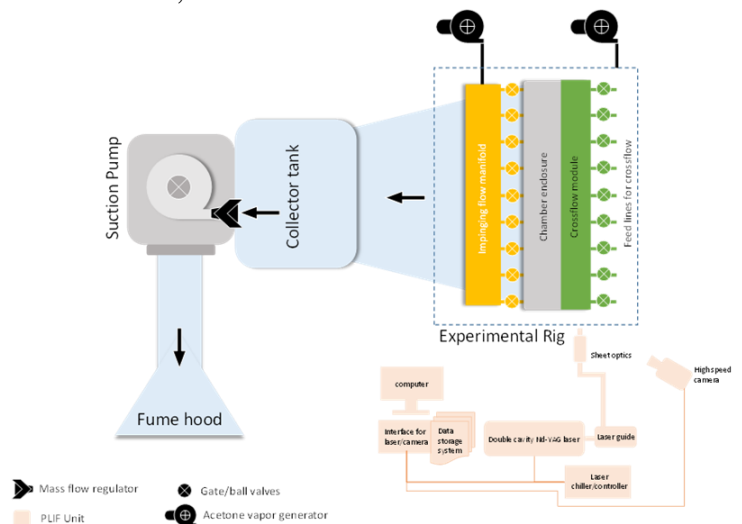 Suction Pump
Collector tank
Impinging flow manifold
Chamber enclosure
Crossflow module
Feed lines for crossflow
Experimental Rig
Fume hood
Sheet optics
High speed
camera
computer
Interface for
laser/camera
Data
storage
system
Double cavity Nd-YAG laser
Laser guide
Laser
chiller/controller
Mass flow regulator
Gate/ball valves
PLIF Unit
Acetone vapor generator